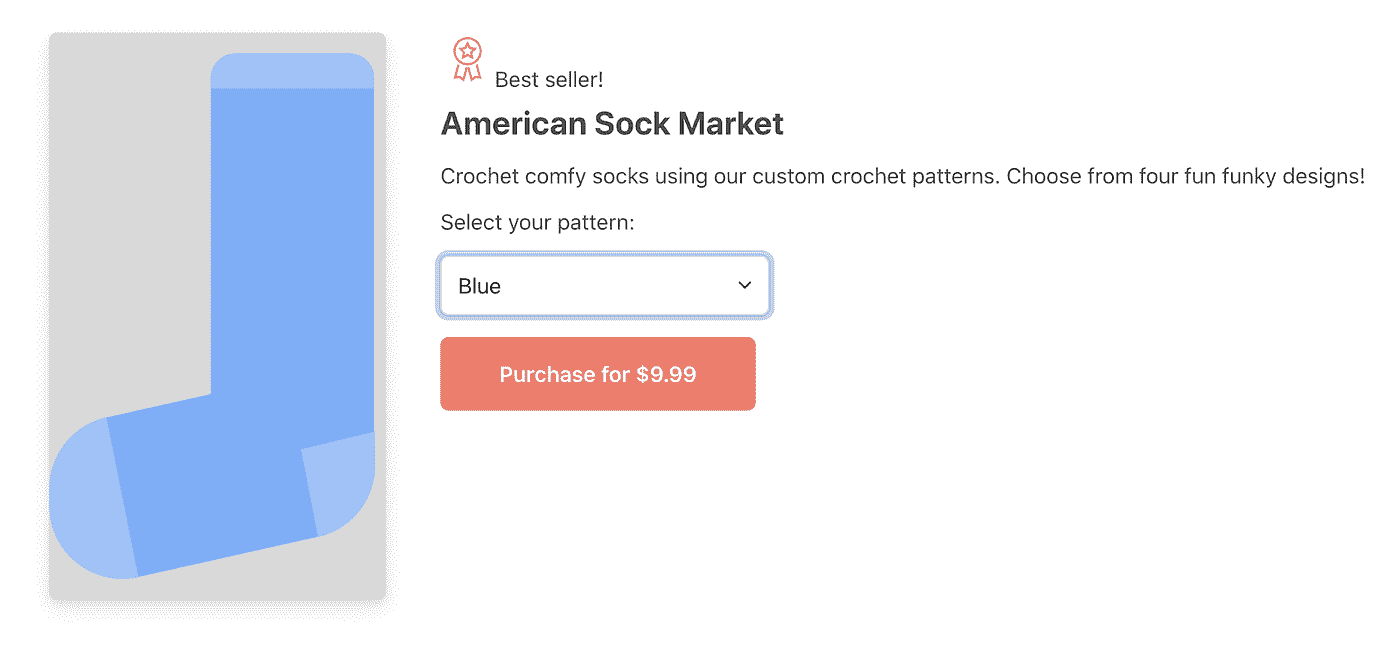 Best seller!
American Sock Market
Crochet comfy socks using our custom crochet patterns. Choose from four fun funky designs!
Select your pattern:
Blue
Purchase for $9.99